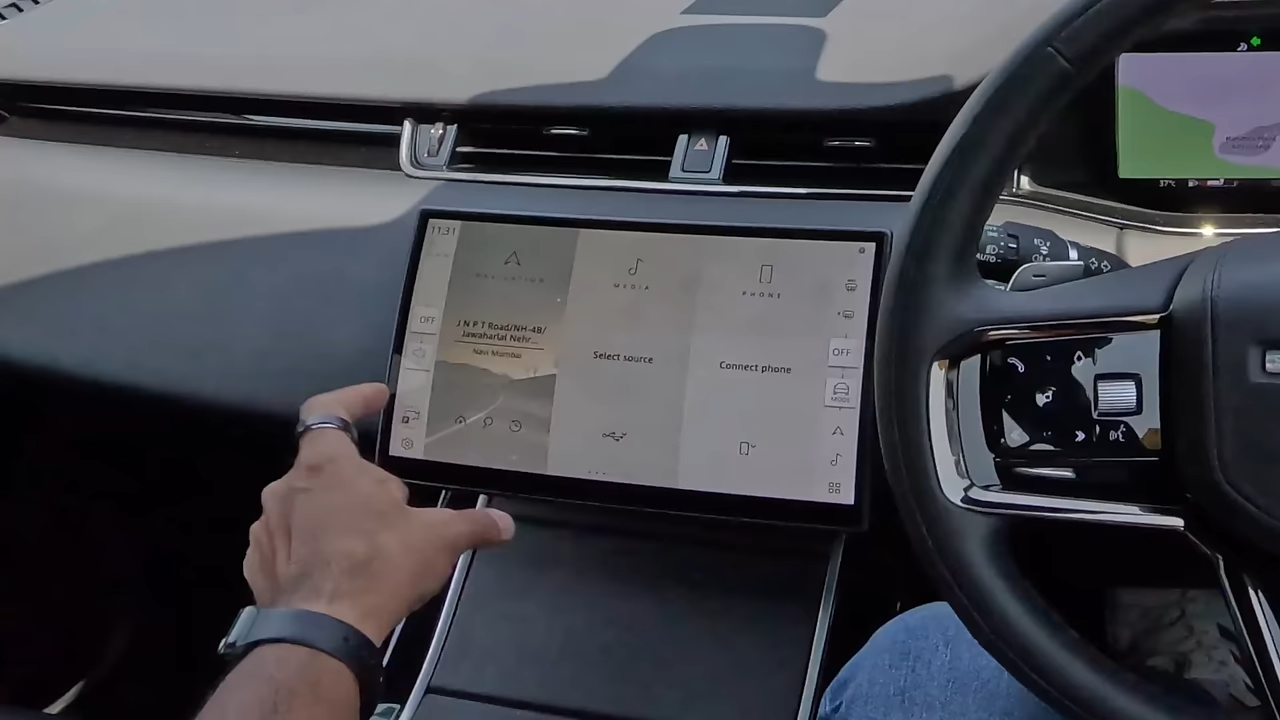 11:31
NAVIGATION
MEDIA
PHONE
OFF
J N P T Road/NH-4B/
Jawaharlal Nehr...
Navi Mumbai
Select source
Connect phone
OFF
MODE
AUTO
37°C